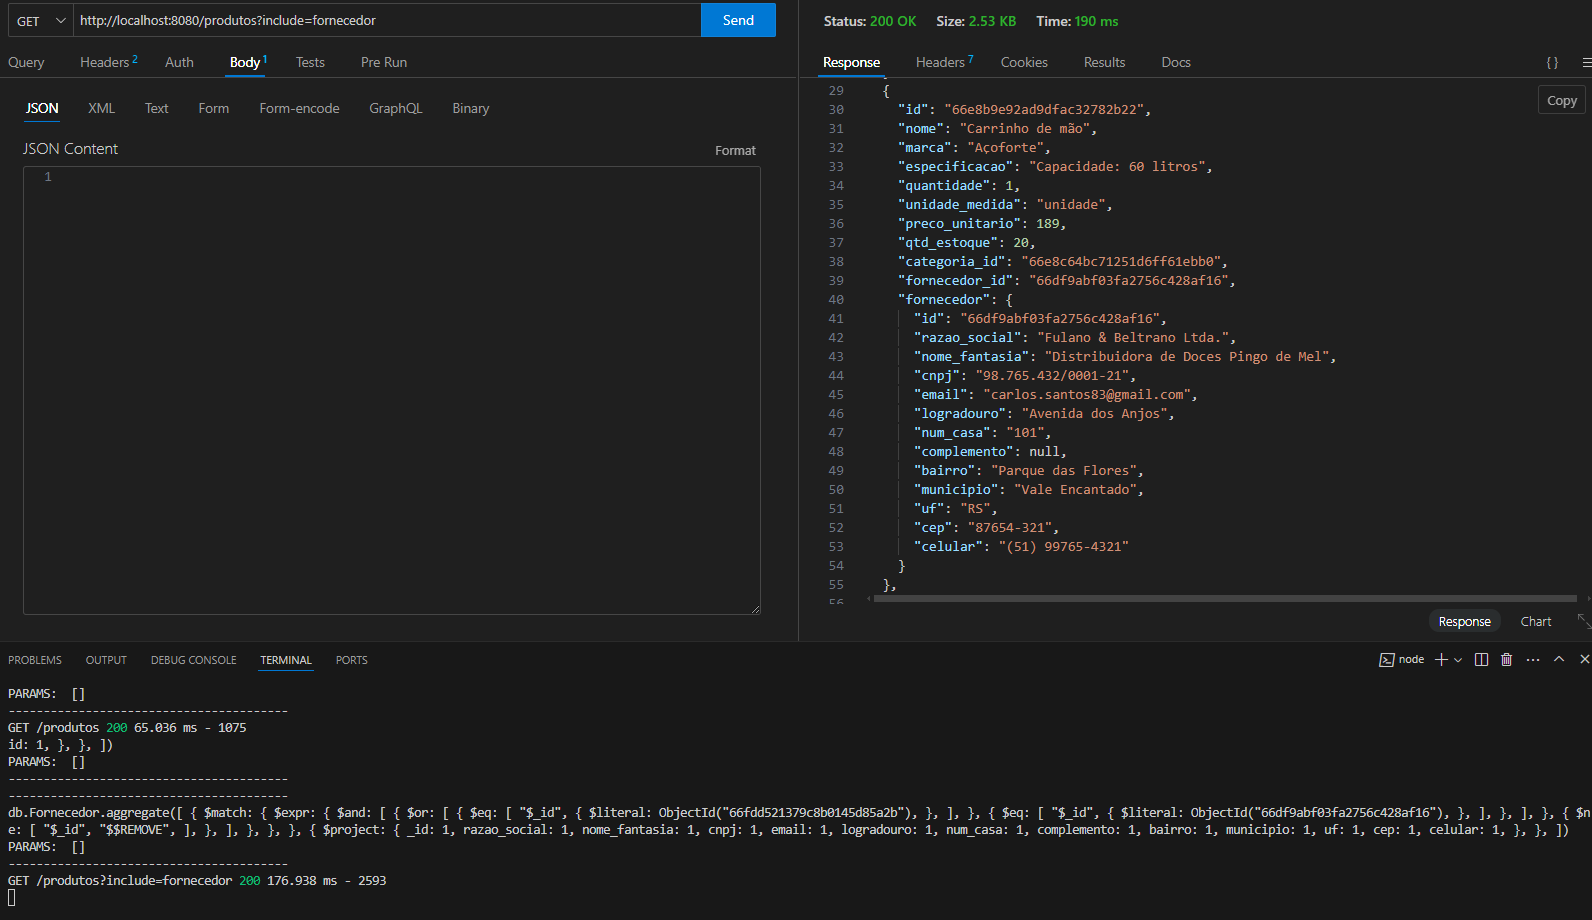 GET http://localhost:8080/produtos?include=fornecedor Send
Query Headers 2 Auth Body 1 Tests Pre Run
JSON XML Text Form Form-encode GraphQL Binary
JSON Content Format
1
Status: 200 OK Size: 2.53 KB Time: 190 ms
Response Headers 7 Cookies Results Docs { }
Copy
29 {
30 "id": "66e8b9e92ad9dfac32782b22",
31 "nome": "Carrinho de mão",
32 "marca": "Açoforte",
33 "especificacao": "Capacidade: 60 litros",
34 "quantidade": 1,
35 "unidade_medida": "unidade",
36 "preco_unitario": 189,
37 "qtd_estoque": 20,
38 "categoria_id": "66e8c64bc71251d6ff61ebb0",
39 "fornecedor_id": "66df9abf03fa2756c428af16",
40 "fornecedor": {
41 "id": "66df9abf03fa2756c428af16",
42 "razao_social": "Fulano & Beltrano Ltda.",
43 "nome_fantasia": "Distribuidora de Doces Pingo de Mel",
44 "cnpj": "98.765.432/0001-21",
45 "email": "carlos.santos83@gmail.com",
46 "logradouro": "Avenida dos Anjos",
47 "num_casa": "101",
48 "complemento": null,
49 "bairro": "Parque das Flores",
50 "municipio": "Vale Encantado",
51 "uf": "RS",
52 "cep": "87654-321",
53 "celular": "(51) 99765-4321"
54 }
55 },
56
Response Chart
PROBLEMS OUTPUT DEBUG CONSOLE TERMINAL PORTS node
PARAMS: []
----------------------------------------
GET /produtos 200 65.036 ms - 1075
id: 1, }, }, ])
PARAMS: []
----------------------------------------
----------------------------------------
db.Fornecedor.aggregate([ { $match: { $expr: { $and: [ { $or: [ { $eq: [ "$_id", { $literal: ObjectId("66fdd521379c8b0145d85a2b"), }, ], }, { $eq: [ "$_id", { $literal: ObjectId("66df9abf03fa2756c428af16"), }, ], }, ], }, { $n
e: [ "$_id", "$$REMOVE", ], }, ], }, }, }, { $project: { _id: 1, razao_social: 1, nome_fantasia: 1, cnpj: 1, email: 1, logradouro: 1, num_casa: 1, complemento: 1, bairro: 1, municipio: 1, uf: 1, cep: 1, celular: 1, }, }, ])
PARAMS: []
----------------------------------------
GET /produtos?include=fornecedor 200 176.938 ms - 2593